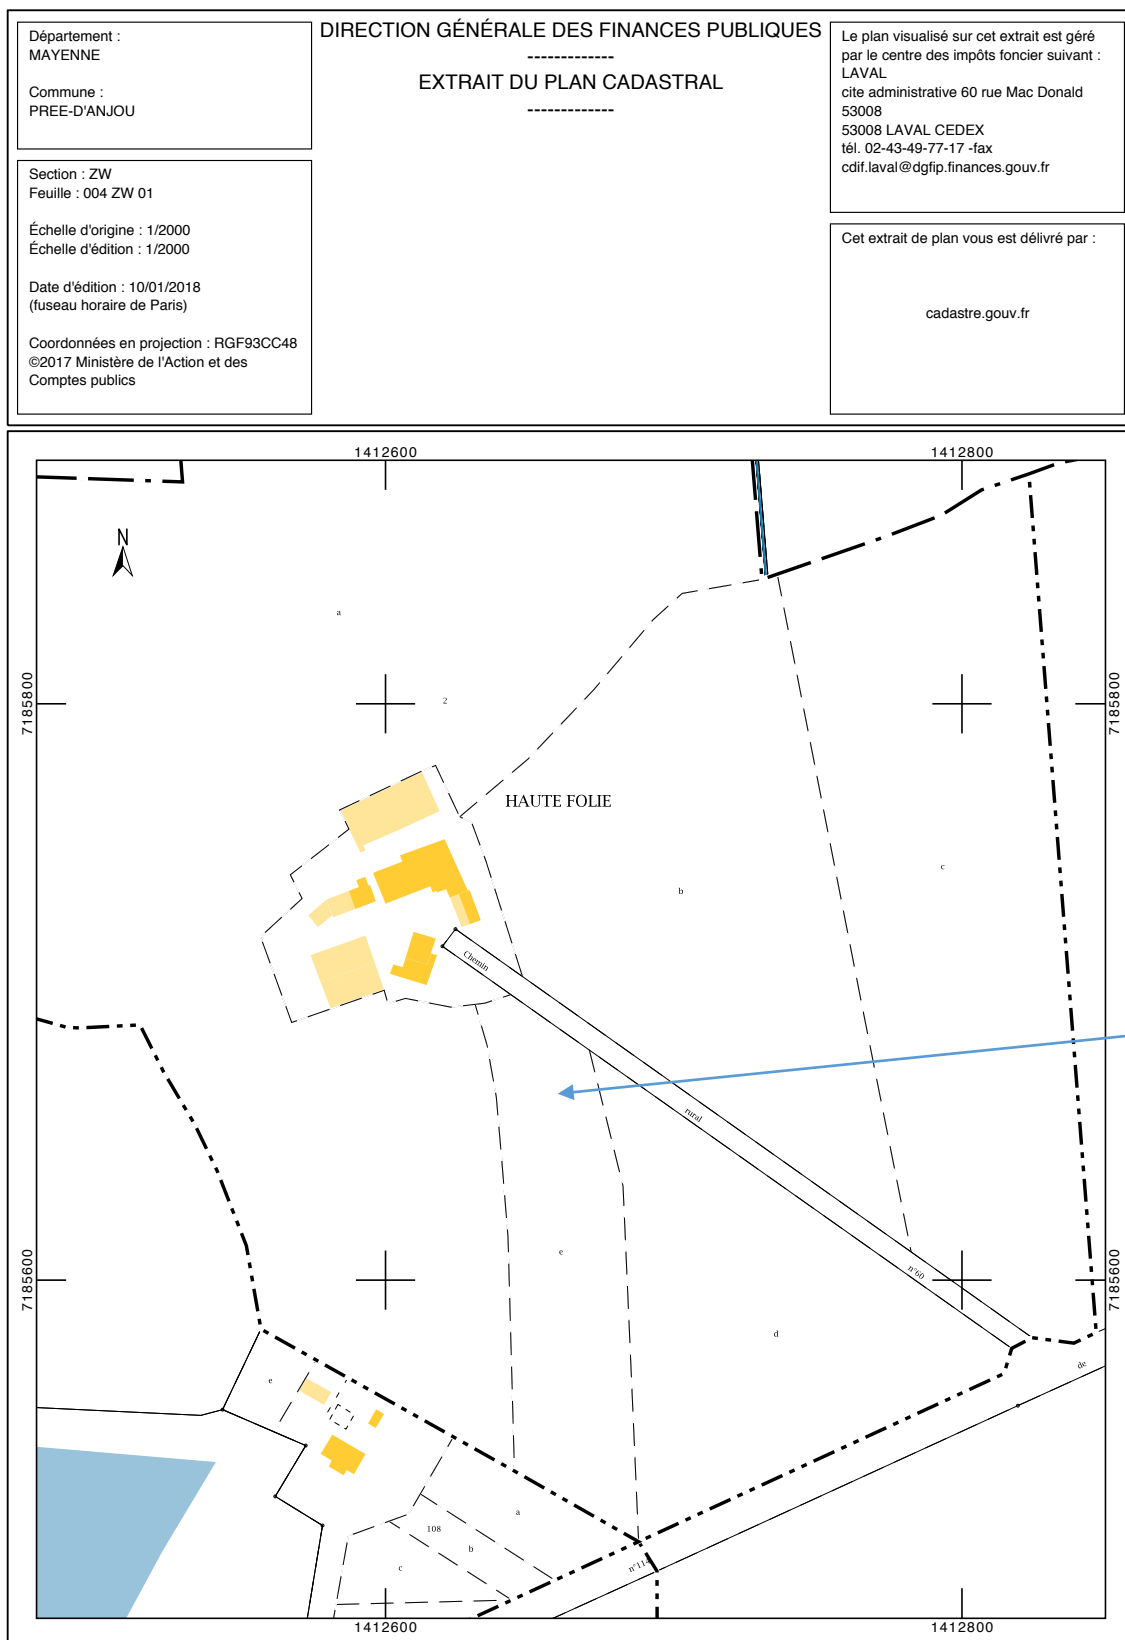 Département :
MAYENNE
Commune :
PREE-D'ANJOU
Section : ZW
Feuille : 004 ZW 01
Échelle d'origine : 1/2000
Échelle d'édition : 1/2000
Date d'édition : 10/01/2018
(fuseau horaire de Paris)
Coordonnées en projection : RGF93CC48
©2017 Ministère de l'Action et des
Comptes publics
DIRECTION GÉNÉRALE DES FINANCES PUBLIQUES
-------------
EXTRAIT DU PLAN CADASTRAL
-------------
Le plan visualisé sur cet extrait est géré
par le centre des impôts foncier suivant :
LAVAL
cite administrative 60 rue Mac Donald
53008
53008 LAVAL CEDEX
tél. 02-43-49-77-17 -fax
cdif.laval@dgfip.finances.gouv.fr
Cet extrait de plan vous est délivré par :
cadastre.gouv.fr
1412600
1412800
N
a
2
7185800
7185800
HAUTE FOLIE
b
c
Chemin
rural
n°60
e
7185600
7185600
d
de
e
a
108
b
c
n°114
1412600
1412800